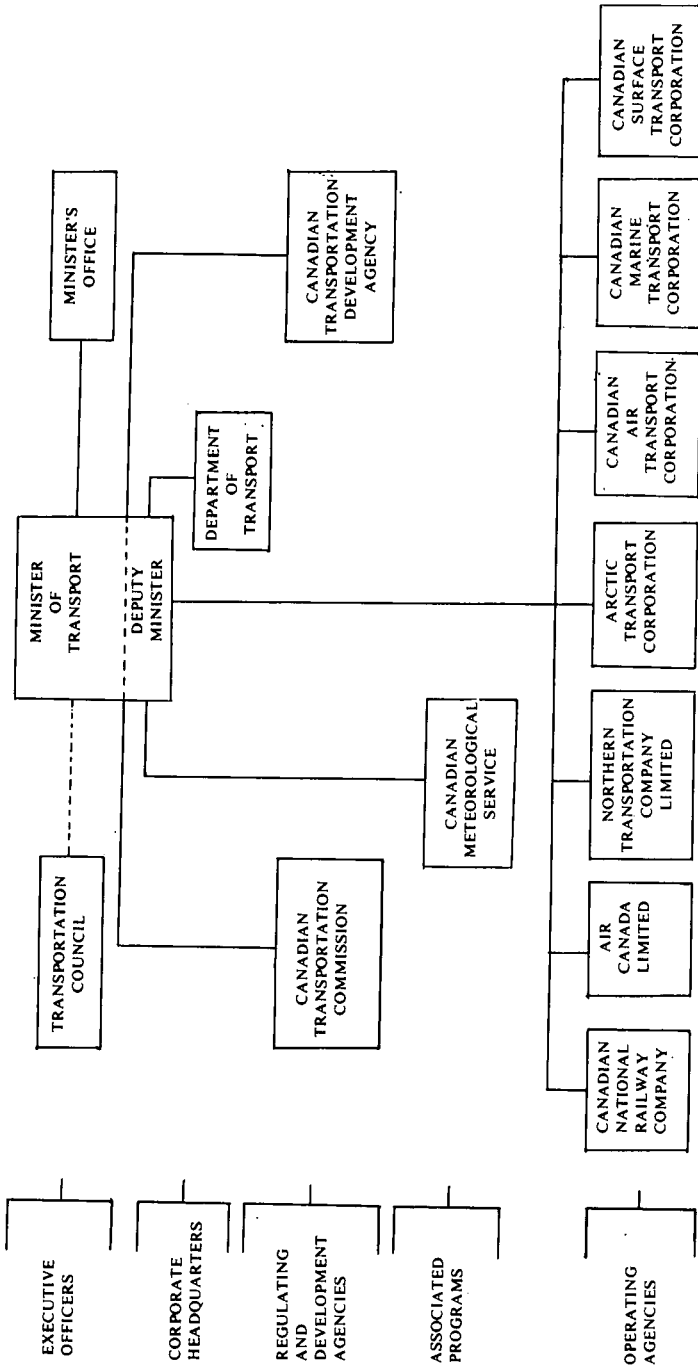 EXECUTIVE
OFFICERS
TRANSPORTATION
COUNCIL
MINISTER
OF
TRANSPORT
MINISTER'S
OFFICE
DEPUTY
MINISTER
CORPORATE
HEADQUARTERS
DEPARTMENT
OF
TRANSPORT
REGULATING
AND
DEVELOPMENT
AGENCIES
CANADIAN
TRANSPORTATION
COMMISSION
CANADIAN
TRANSPORTATION
DEVELOPMENT
AGENCY
ASSOCIATED
PROGRAMS
CANADIAN
METEOROLOGICAL
SERVICE
OPERATING
AGENCIES
CANADIAN
NATIONAL
RAILWAY
COMPANY
AIR
CANADA
LIMITED
NORTHERN
TRANSPORTATION
COMPANY
LIMITED
ARCTIC
TRANSPORT
CORPORATION
CANADIAN
AIR
TRANSPORT
CORPORATION
CANADIAN
MARINE
TRANSPORT
CORPORATION
CANADIAN
SURFACE
TRANSPORT
CORPORATION